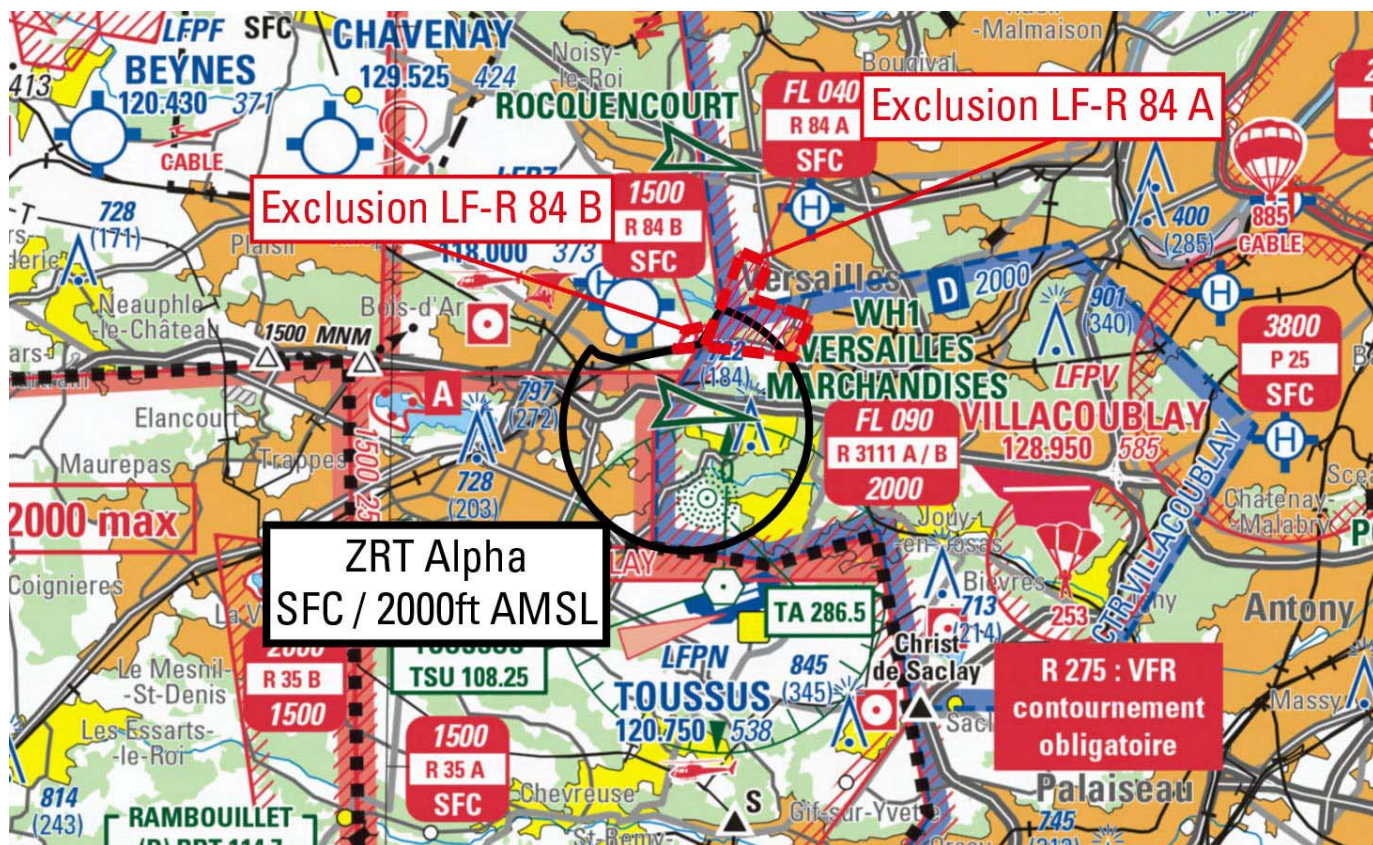 LFPF
SFC
BEYNES
120.430 371
CABLE
413
CHAVENAY
129.525 424
Noisy-
-le-Roi
ROCQUENCOURT
-Malmaison
Bougival
FL 040
R 84 A
SFC
Exclusion LF-R 84 A
Exclusion LF-R 84 B
1500
R 84 B
SFC
118.000 373
728
(171)
Plaisir
Neauphle
-le-Château
1500 MNM
Bois-d'Ar
Versailles
D 2000
400
(285)
885
CABLE
901
(340)
WH1
VERSAILLES
MARCHANDISES
(184)
3800
P 25
SFC
LFPV
VILLACOUBLAY
128.950 585
FL 090
R 3111 A / B
2000
A
797
(272)
Elancourt
Trappes
Maurepas
728
(203)
2000 max
Coignieres
ZRT Alpha
SFC / 2000ft AMSL
LAY
Jouy-
-en-Josas
Bièvres
713
(214)
253
Châtenay-
-Malabry
CTR VILLACOUBLAY
Antony
TA 286.5
LFPN
TOUSSUS
120.750 538
845
(345)
Christ
de Saclay
R 275 : VFR
contournement
obligatoire
Massy
TSU 108.25
Le Mesnil-
-St-Denis
R 35 B
1500
Les Essarts-
-le-Roi
1500
R 35 A
SFC
Chevreuse
S
Gif-sur-Yvette
Palaiseau
745
814
(243)
RAMBOUILLET
St-Remy-